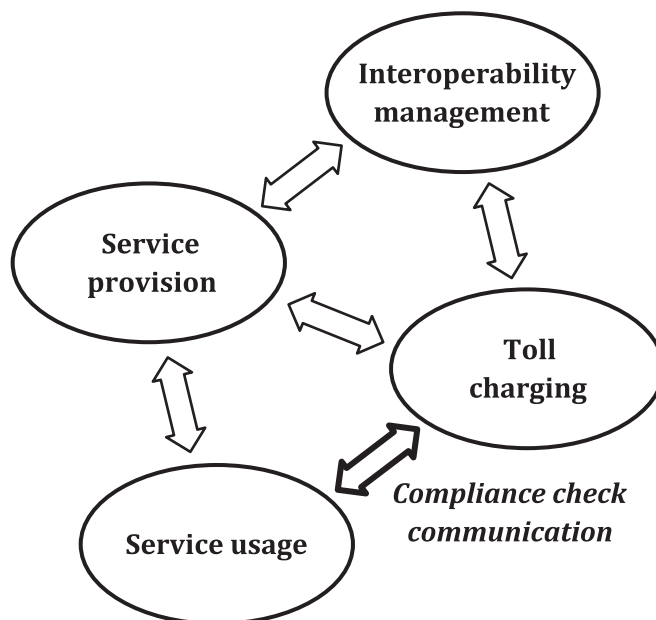 Interoperability
management
Service
provision
Toll
charging
Compliance check
communication
Service usage